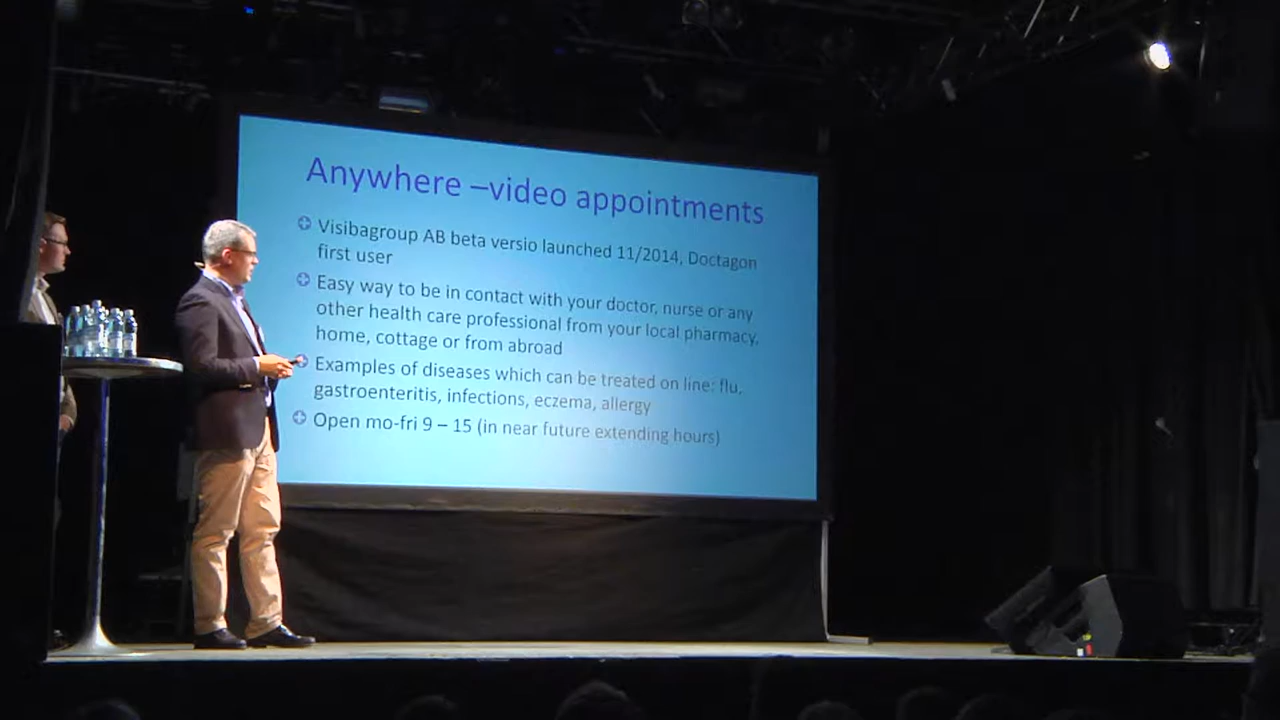 Anywhere –video appointments
Visibagroup AB beta versio launched 11/2014, Doctagon
first user
Easy way to be in contact with your doctor, nurse or any
other health care professional from your local pharmacy,
home, cottage or from abroad
Examples of diseases which can be treated on line: flu,
gastroenteritis, infections, eczema, allergy
Open mo-fri 9 – 15 (in near future extending hours)